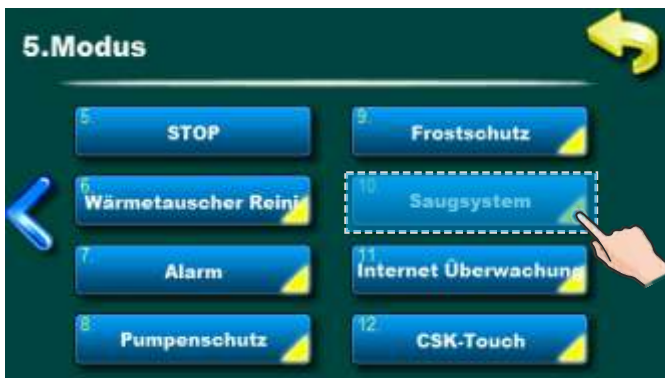 5.Modus
5.
STOP
9.
Frostschutz
6.
Wärmetauscher Reini
10.
Saugsystem
7
Alarm
11.
Internet Überwachung
8
Pumpenschutz
12.
CSK-Touch